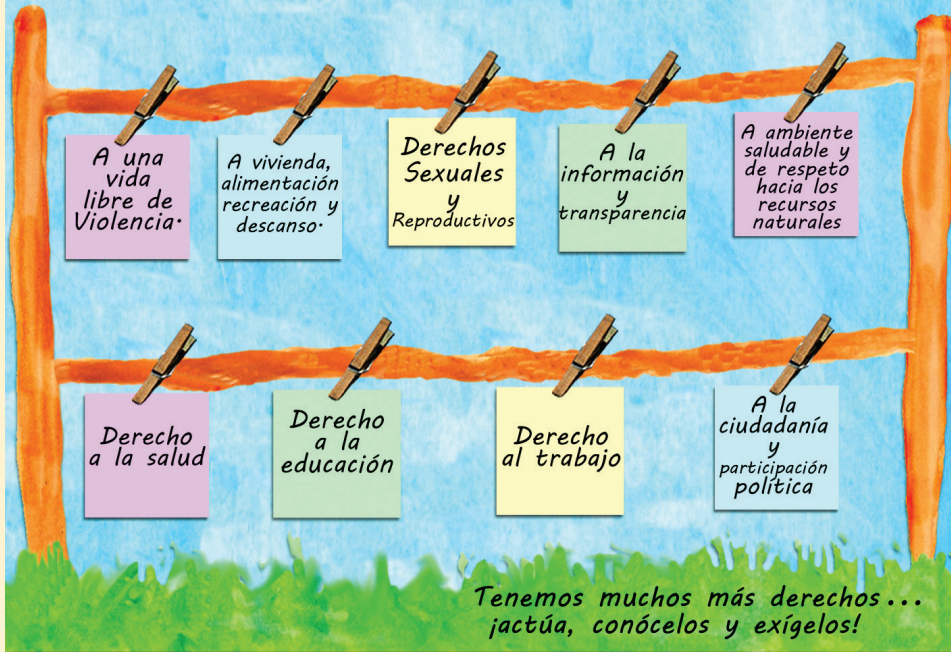 A una
vida
libre de
Violencia.
A vivienda,
alimentación
recreación y
descanso.
Derechos
Sexuales
y
Reproductivos
A la
información
y
transparencia
A ambiente
saludable y
de respeto
hacia los
recursos
naturales
Derecho
a la salud
Derecho
a la
educación
Derecho
al trabajo
A la
ciudadanía
y
participación
política
Tenemos muchos más derechos...
¡actúa, conócelos y exígelos!